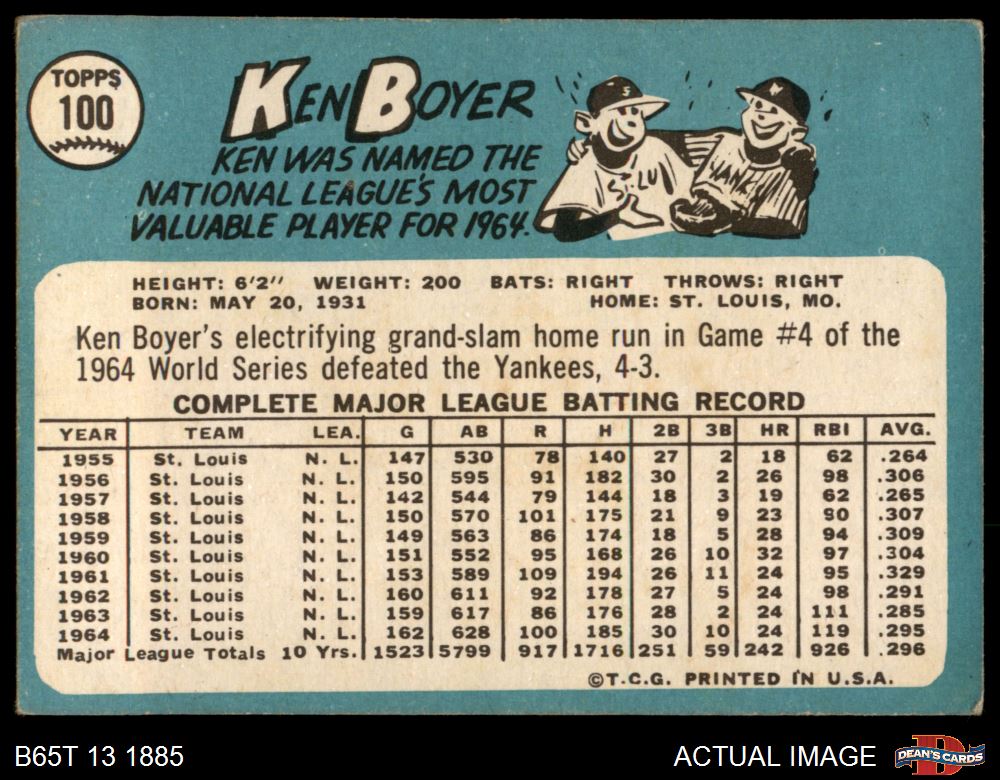 TOPPS
100
KEN BOYER
KEN WAS NAMED THE
NATIONAL LEAGUE'S MOST
VALUABLE PLAYER FOR 1964.
S
HEIGHT: 6'2" WEIGHT: 200 BATS: RIGHT THROWS: RIGHT
BORN: MAY 20, 1931 HOME: ST. LOUIS, MO.
Ken Boyer's electrifying grand-slam home run in Game #4 of the
1964 World Series defeated the Yankees, 4-3.
COMPLETE MAJOR LEAGUE BATTING RECORD
YEAR TEAM LEA. G AB R H 2B 3B HR RBI AVG.
1955 St. Louis N. L. 147 530 78 140 27 2 18 62 .264
1956 St. Louis N. L. 150 595 91 182 30 2 26 98 .306
1957 St. Louis N. L. 142 544 79 144 18 3 19 62 .265
1958 St. Louis N. L. 150 570 101 175 21 9 23 90 .307
1959 St. Louis N. L. 149 563 86 174 18 5 28 94 .309
1960 St. Louis N. L. 151 552 95 168 26 10 32 97 .304
1961 St. Louis N. L. 153 589 109 194 26 11 24 95 .329
1962 St. Louis N. L. 160 611 92 178 27 5 24 98 .291
1963 St. Louis N. L. 159 617 86 176 28 2 24 111 .285
1964 St. Louis N. L. 162 628 100 185 30 10 24 119 .295
Major League Totals 10 Yrs. 1523 5799 917 1716 251 59 242 926 .296
©T.C.G. PRINTED IN U.S.A.
B65T 13 1885 ACTUAL IMAGE
DEAN'S CARDS